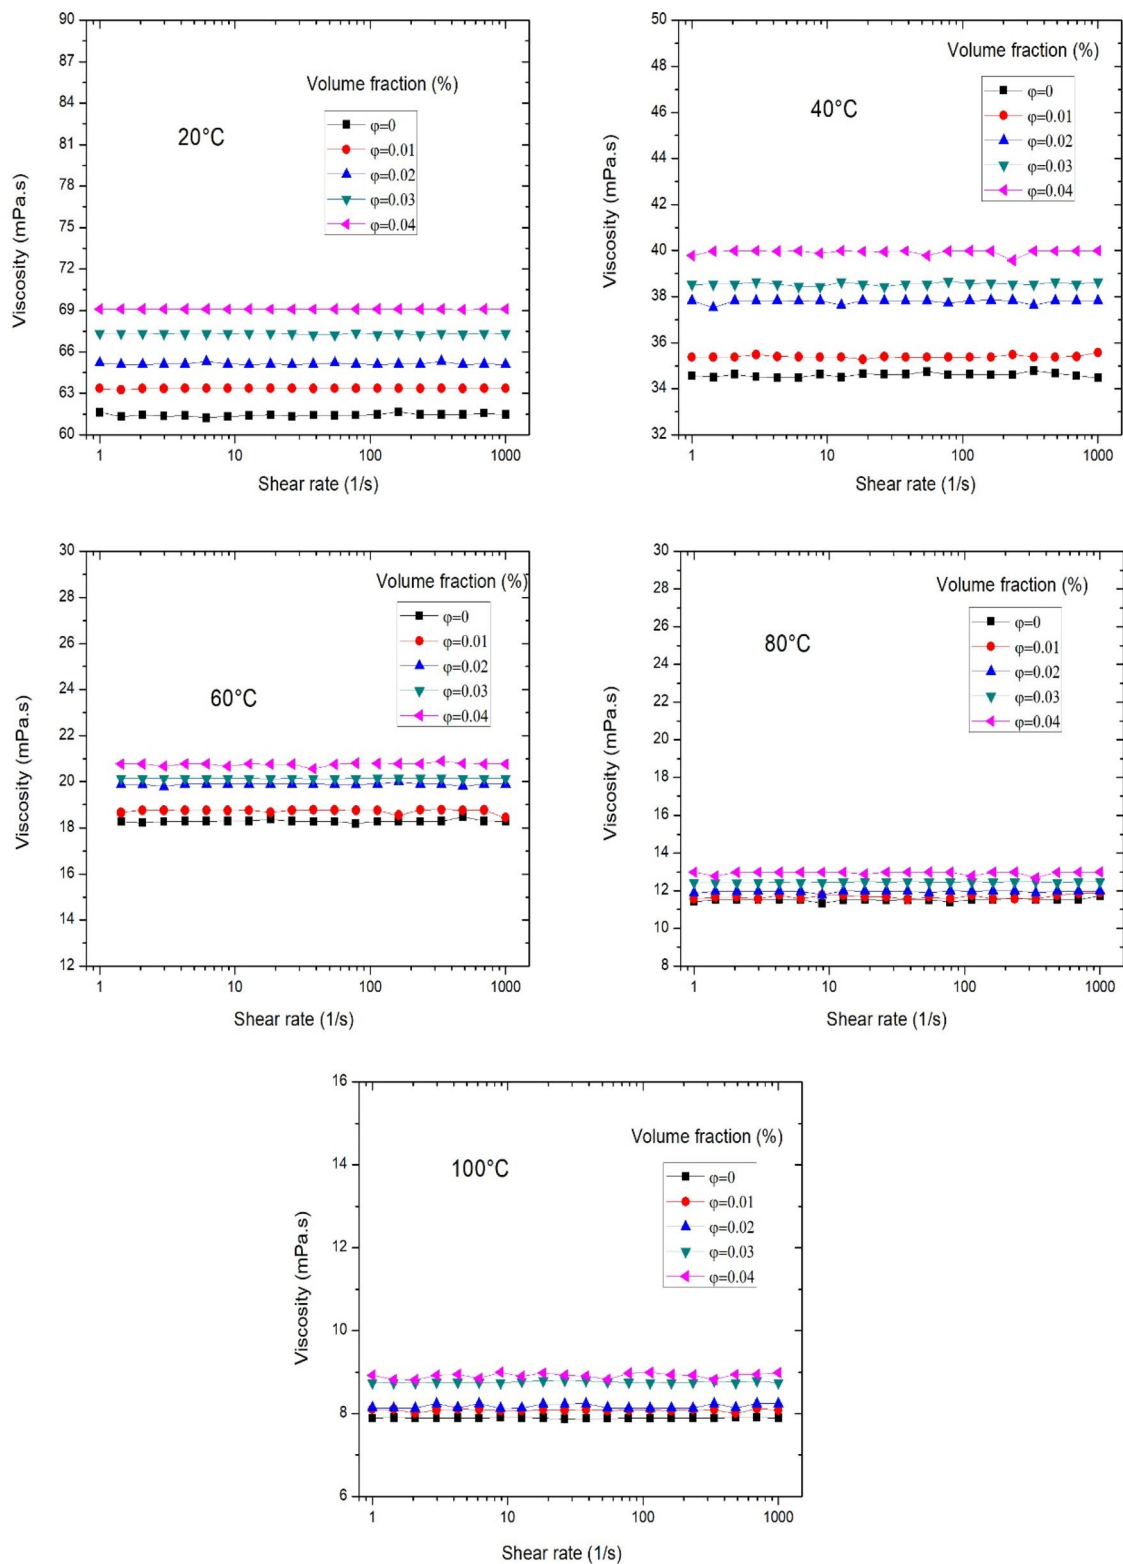 90
87
84
81
78
75
72
69
66
63
60
Viscosity (mPa.s)
20°C
Volume fraction (%)
φ=0
φ=0.01
φ=0.02
φ=0.03
φ=0.04
1 10 100 1000
Shear rate (1/s)
50
48
46
44
42
40
38
36
34
32
Viscosity (mPa.s)
40°C
Volume fraction (%)
φ=0
φ=0.01
φ=0.02
φ=0.03
φ=0.04
1 10 100 1000
Shear rate (1/s)
30
28
26
24
22
20
18
16
14
12
Viscosity (mPa.s)
60°C
Volume fraction (%)
φ=0
φ=0.01
φ=0.02
φ=0.03
φ=0.04
1 10 100 1000
Shear rate (1/s)
30
28
26
24
22
20
18
16
14
12
10
8
Viscosity (mPa.s)
80°C
Volume fraction (%)
φ=0
φ=0.01
φ=0.02
φ=0.03
φ=0.04
1 10 100 1000
Shear rate (1/s)
16
14
12
10
8
6
Viscosity (mPa.s)
100°C
Volume fraction (%)
φ=0
φ=0.01
φ=0.02
φ=0.03
φ=0.04
1 10 100 1000
Shear rate (1/s)